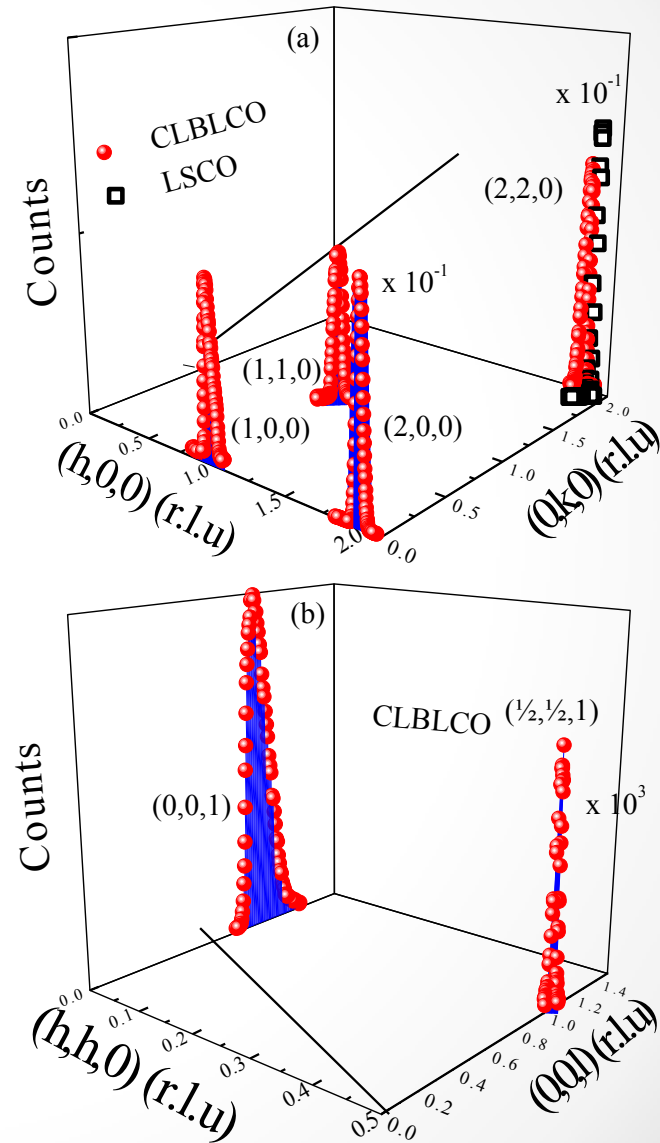 (a)
x 10⁻¹
CLBLCO
LSCO
(2,2,0)
Counts
x 10⁻¹
(1,1,0)
(1,0,0)
(2,0,0)
0.0
0.5
1.0
1.5
2.0
(h,0,0) (r.l.u)
0.0
0.5
1.0
1.5
2.0
(0,k,0) (r.l.u)
(b)
CLBLCO
(½,½,1)
(0,0,1)
x 10³
Counts
0.0
0.1
0.2
0.3
0.4
0.5
(h,h,0) (r.l.u)
0.0
0.2
0.4
0.6
0.8
1.0
1.2
1.4
(0,0,l) (r.l.u)